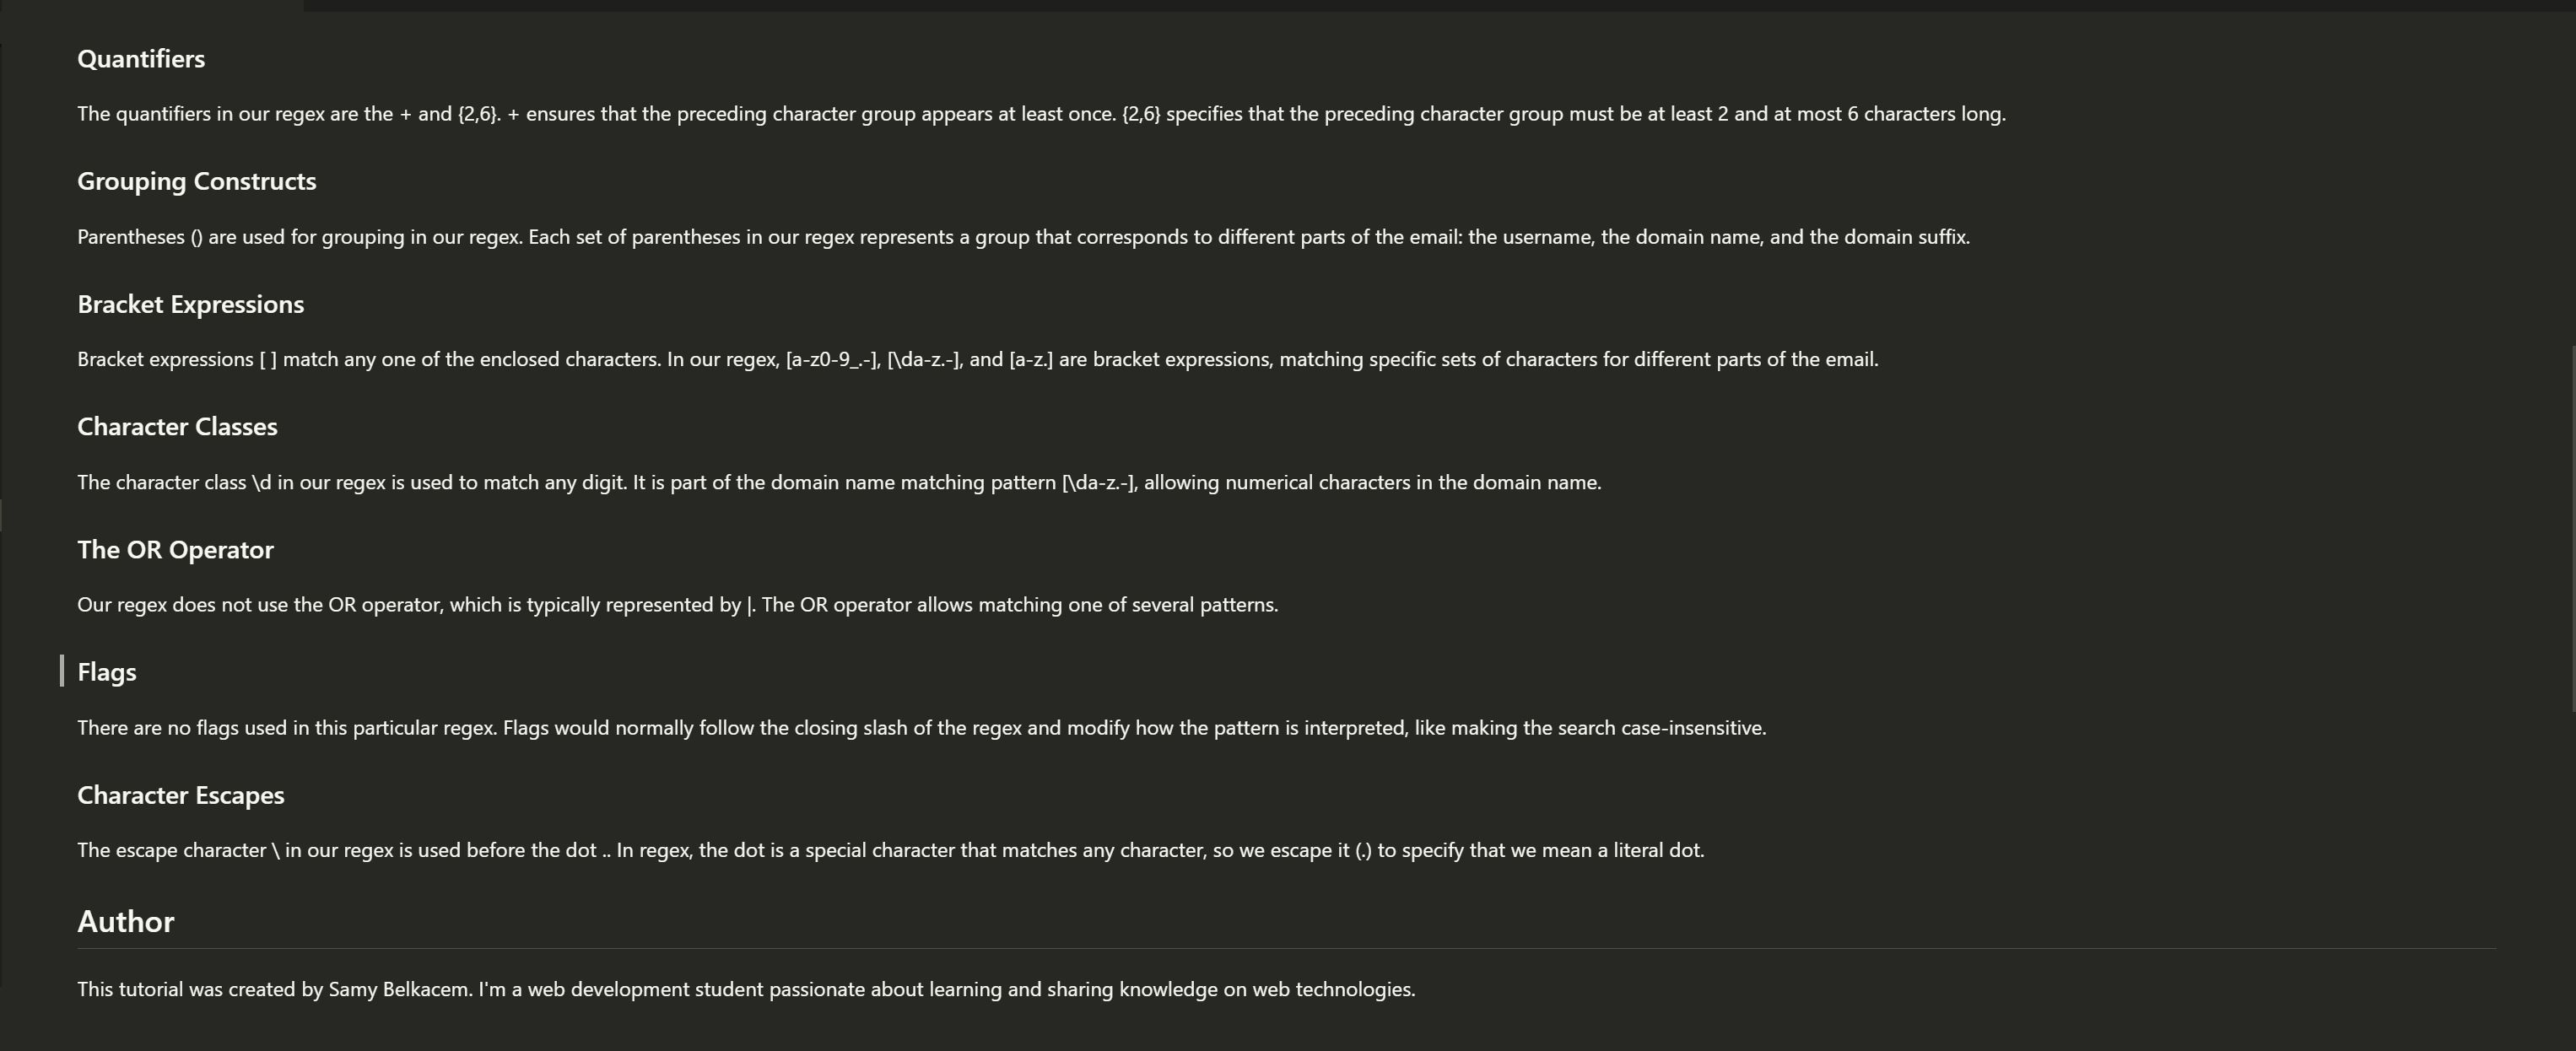 Quantifiers
The quantifiers in our regex are the + and {2,6}. + ensures that the preceding character group appears at least once. {2,6} specifies that the preceding character group must be at least 2 and at most 6 characters long.
Grouping Constructs
Parentheses () are used for grouping in our regex. Each set of parentheses in our regex represents a group that corresponds to different parts of the email: the username, the domain name, and the domain suffix.
Bracket Expressions
Bracket expressions [ ] match any one of the enclosed characters. In our regex, [a-z0-9_.-], [\da-z.-], and [a-z.] are bracket expressions, matching specific sets of characters for different parts of the email.
Character Classes
The character class \d in our regex is used to match any digit. It is part of the domain name matching pattern [\da-z.-], allowing numerical characters in the domain name.
The OR Operator
Our regex does not use the OR operator, which is typically represented by |. The OR operator allows matching one of several patterns.
Flags
There are no flags used in this particular regex. Flags would normally follow the closing slash of the regex and modify how the pattern is interpreted, like making the search case-insensitive.
Character Escapes
The escape character \ in our regex is used before the dot .. In regex, the dot is a special character that matches any character, so we escape it (.) to specify that we mean a literal dot.
Author
This tutorial was created by Samy Belkacem. I'm a web development student passionate about learning and sharing knowledge on web technologies.